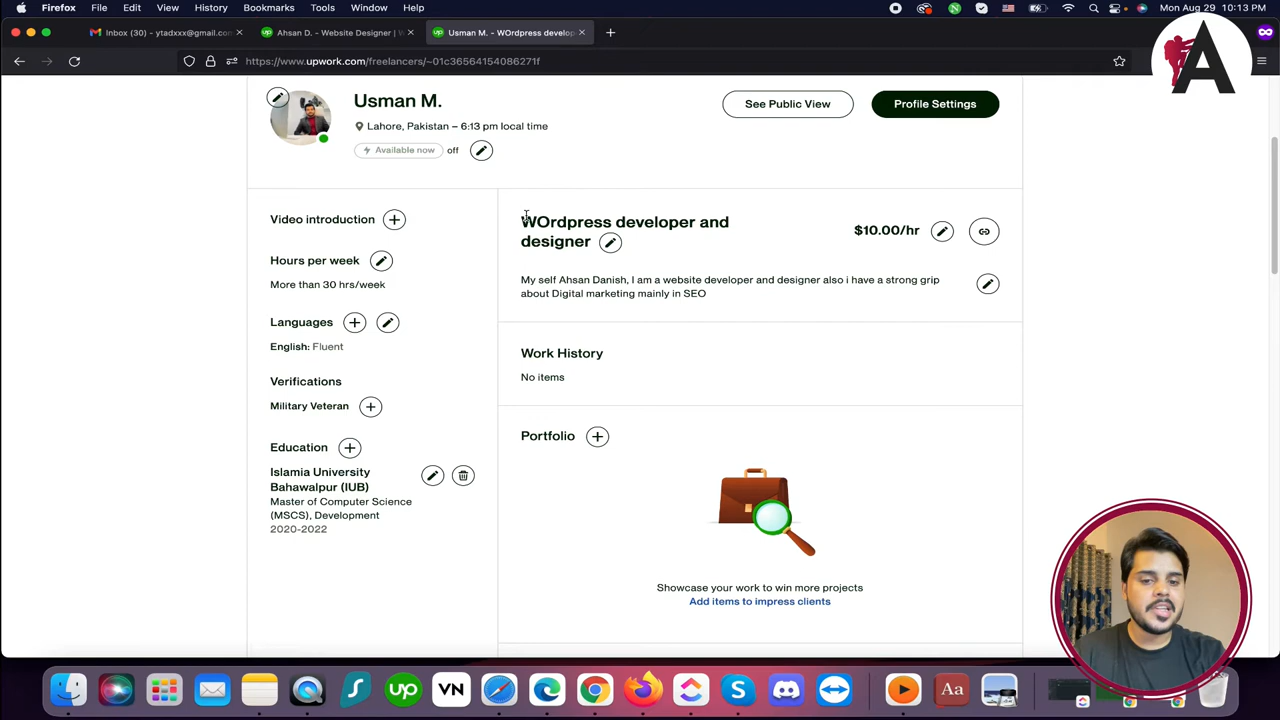 Firefox File Edit View History Bookmarks Tools Window Help Mon Aug 29 10:13 PM
Inbox (30) - ytadxxx@gmail.com Ahsan D. - Website Designer | W Usman M. - WOrdpress develop
https://www.upwork.com/freelancers/~01c36564154086271f
A
Usman M.
See Public View
Profile Settings
Lahore, Pakistan – 6:13 pm local time
Available now off
Video introduction
Hours per week
More than 30 hrs/week
Languages
English: Fluent
Verifications
Military Veteran
Education
Islamia University
Bahawalpur (IUB)
Master of Computer Science
(MSCS), Development
2020-2022
WOrdpress developer and
designer
$10.00/hr
My self Ahsan Danish, I am a website developer and designer also i have a strong grip
about Digital marketing mainly in SEO
Work History
No items
Portfolio
Showcase your work to win more projects
Add items to impress clients
up VN Aa